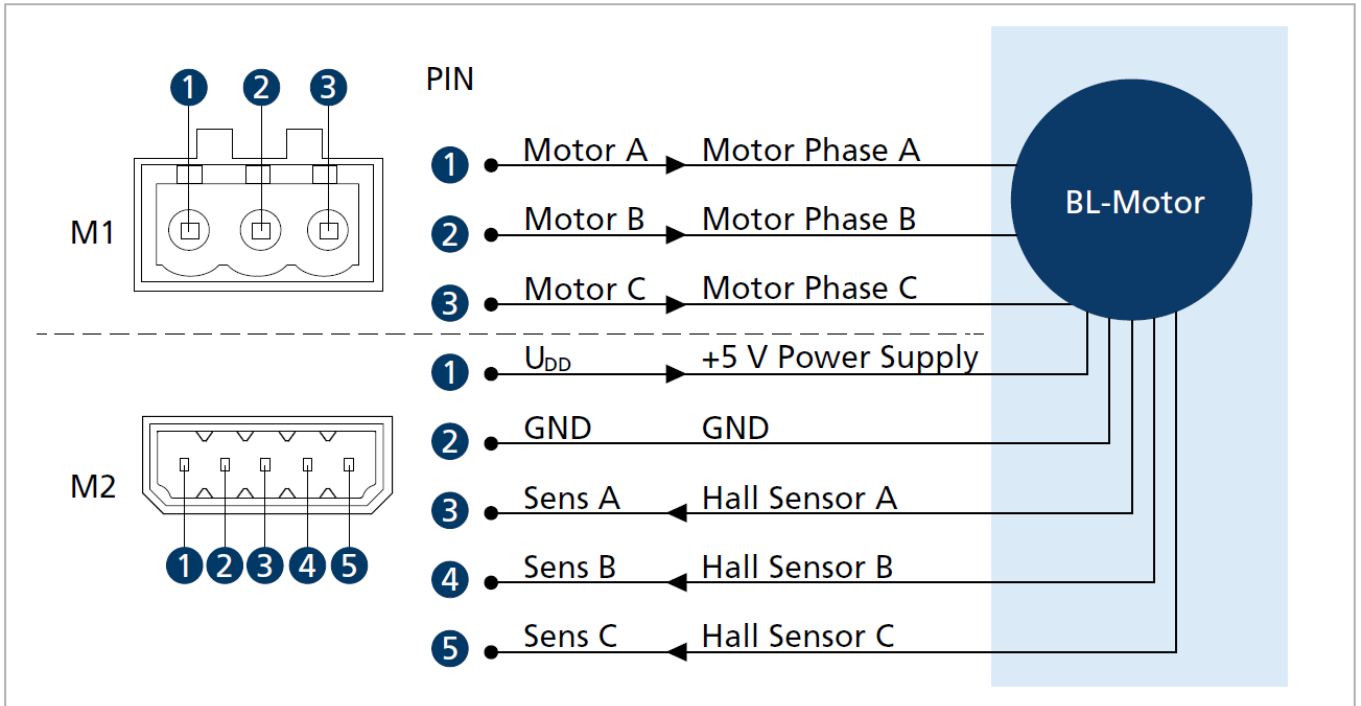 1 2 3
PIN
M1
1 Motor A Motor Phase A
2 Motor B Motor Phase B
3 Motor C Motor Phase C
BL-Motor
M2
1 2 3 4 5
1 UDD +5 V Power Supply
2 GND GND
3 Sens A Hall Sensor A
4 Sens B Hall Sensor B
5 Sens C Hall Sensor C